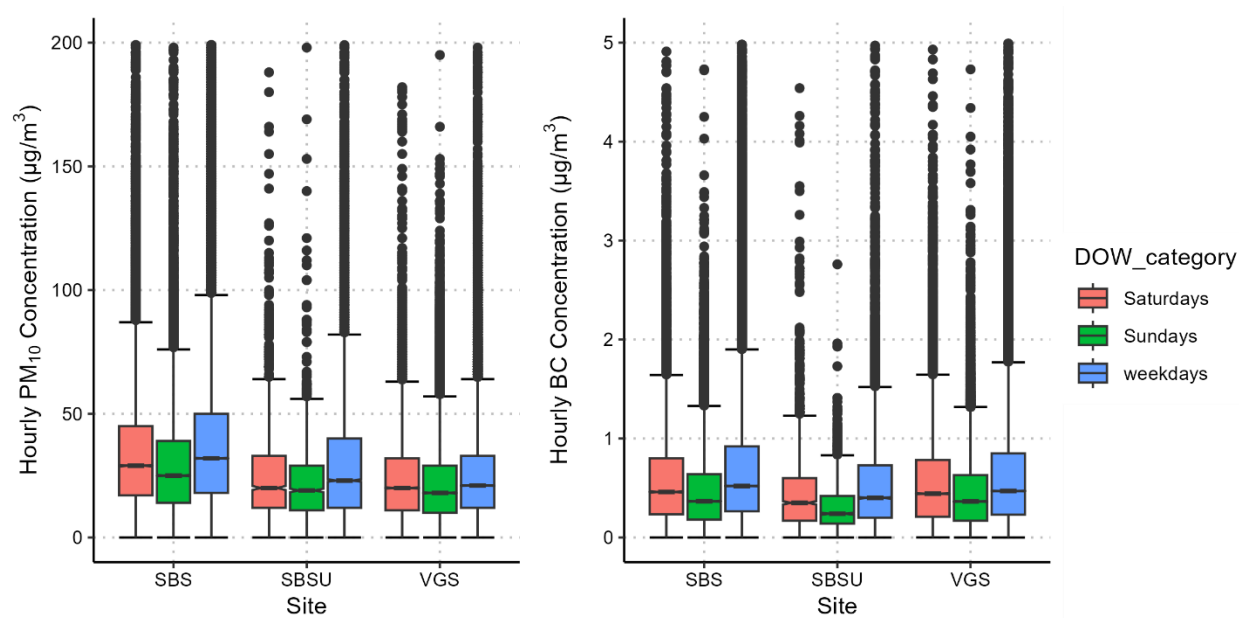 Hourly PM₁₀ Concentration (µg/m³)
200
150
100
50
0
SBS SBSU VGS
Site
Hourly BC Concentration (µg/m³)
5
4
3
2
1
0
SBS SBSU VGS
Site
DOW_category
Saturdays
Sundays
weekdays